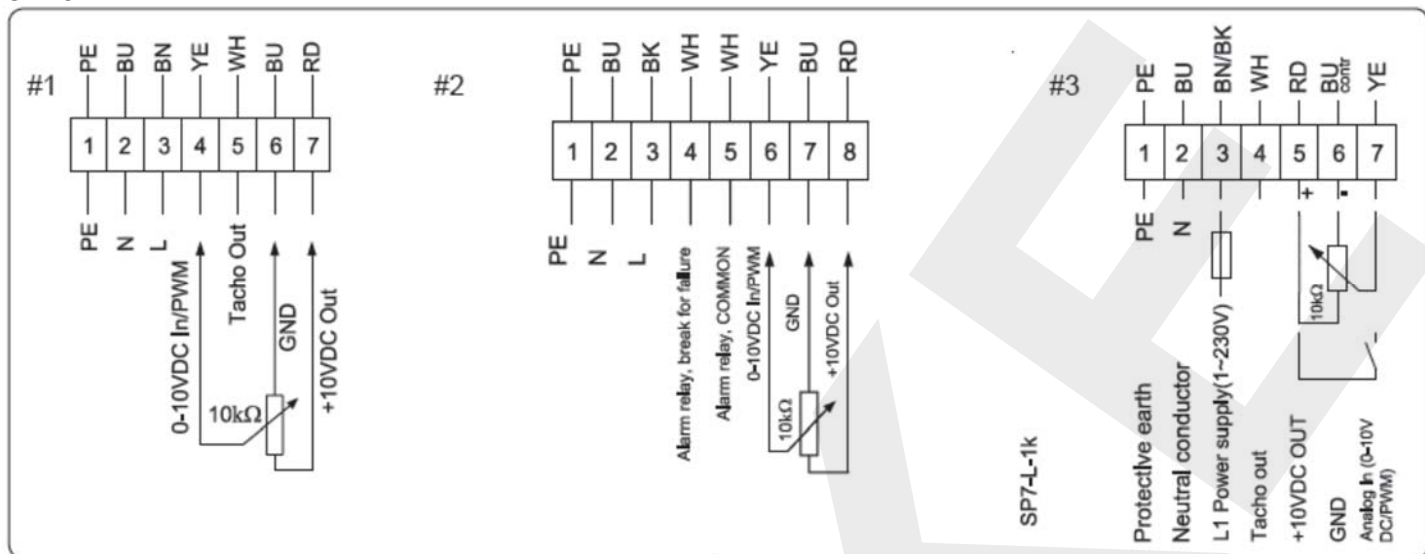 #1
PE BU BN YE WH BU RD
1 2 3 4 5 6 7
PE N L 0-10VDC In/PWM Tacho Out GND +10VDC Out
10kΩ
#2
PE BU BK WH WH YE BU RD
1 2 3 4 5 6 7 8
PE N L Alarm relay, break for failure Alarm relay, COMMON 0-10VDC In/PWM GND +10VDC Out
10kΩ
#3
PE BU BN/BK WH RD BU contr YE
1 2 3 4 5 6 7
+ -
PE N
10kΩ
SP7-L-1k
Protective earth
Neutral conductor
L1 Power supply(1~230V)
Tacho out
+10VDC OUT
GND
Analog In (0-10V
DC/PWM)